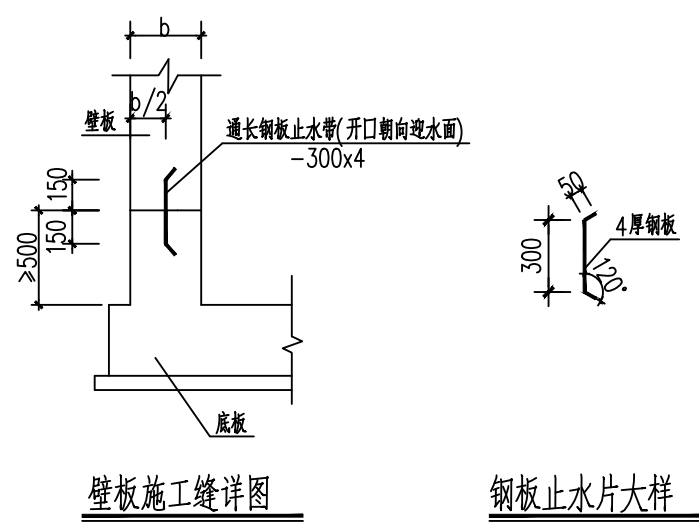 b
b/2
壁板
通长钢板止水带(开口朝向迎水面)
-300x4
150
150
≥500
底板
壁板施工缝详图
50
300
4厚钢板
120°
钢板止水片大样